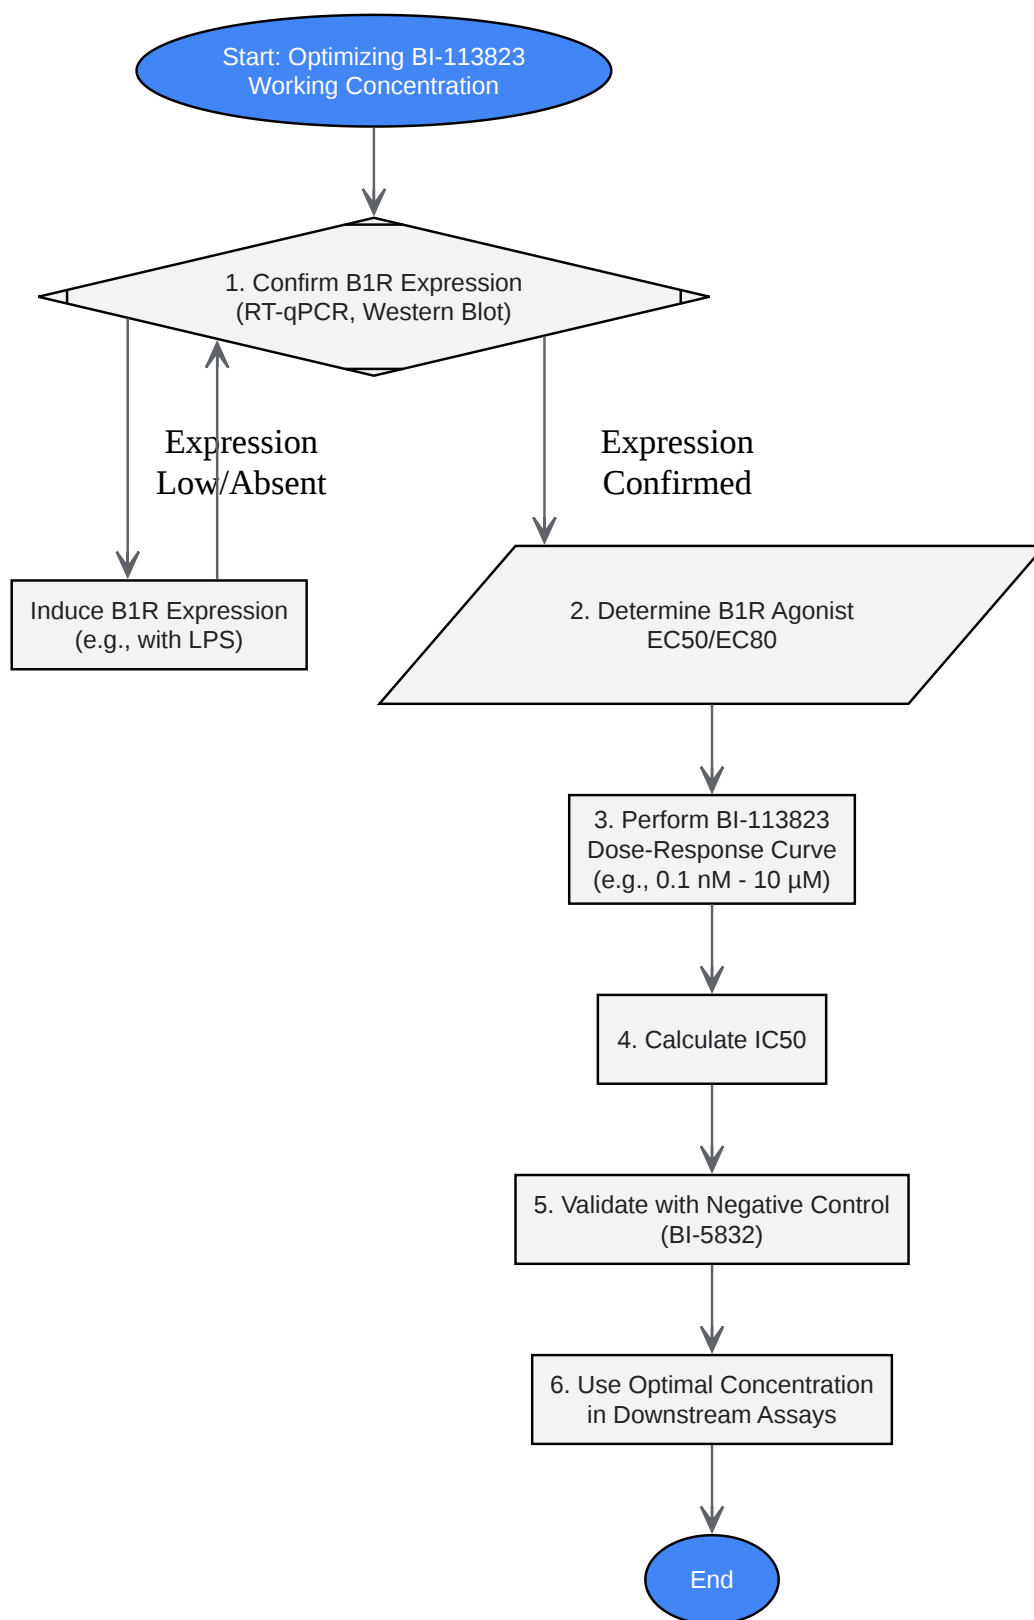 Start: Optimizing BI-113823
Working Concentration
1. Confirm B1R Expression
(RT-qPCR, Western Blot)
Expression
Low/Absent
Expression
Confirmed
Induce B1R Expression
(e.g., with LPS)
2. Determine B1R Agonist
EC50/EC80
3. Perform BI-113823
Dose-Response Curve
(e.g., 0.1 nM - 10 µM)
4. Calculate IC50
5. Validate with Negative Control
(BI-5832)
6. Use Optimal Concentration
in Downstream Assays
End